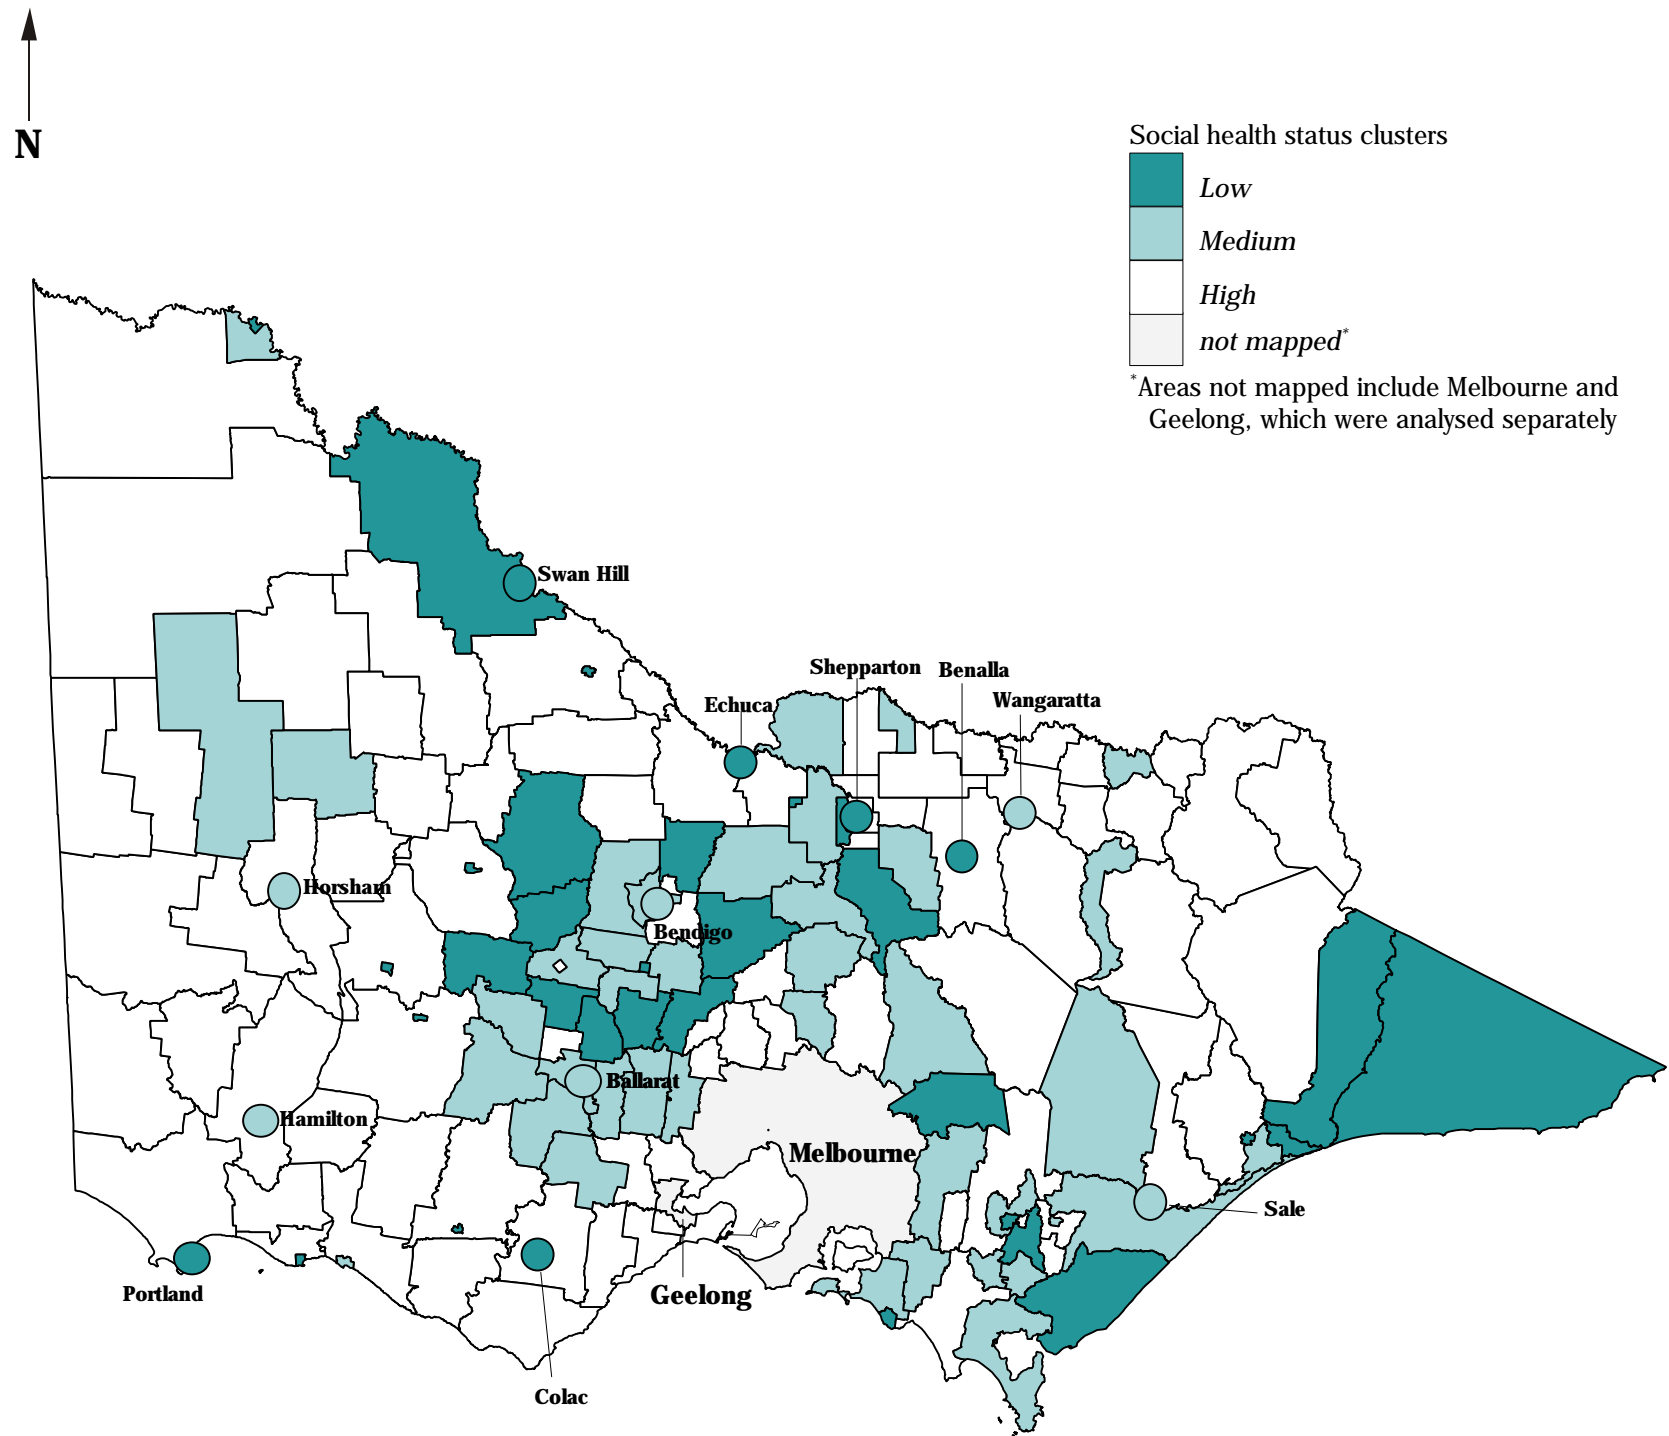 N
Social health status clusters
Low
Medium
High
not mapped*
*Areas not mapped include Melbourne and
Geelong, which were analysed separately
Swan Hill
Shepparton
Benalla
Echuca
Wangaratta
Horsham
Bendigo
Ballarat
Hamilton
Melbourne
Sale
Portland
Geelong
Colac